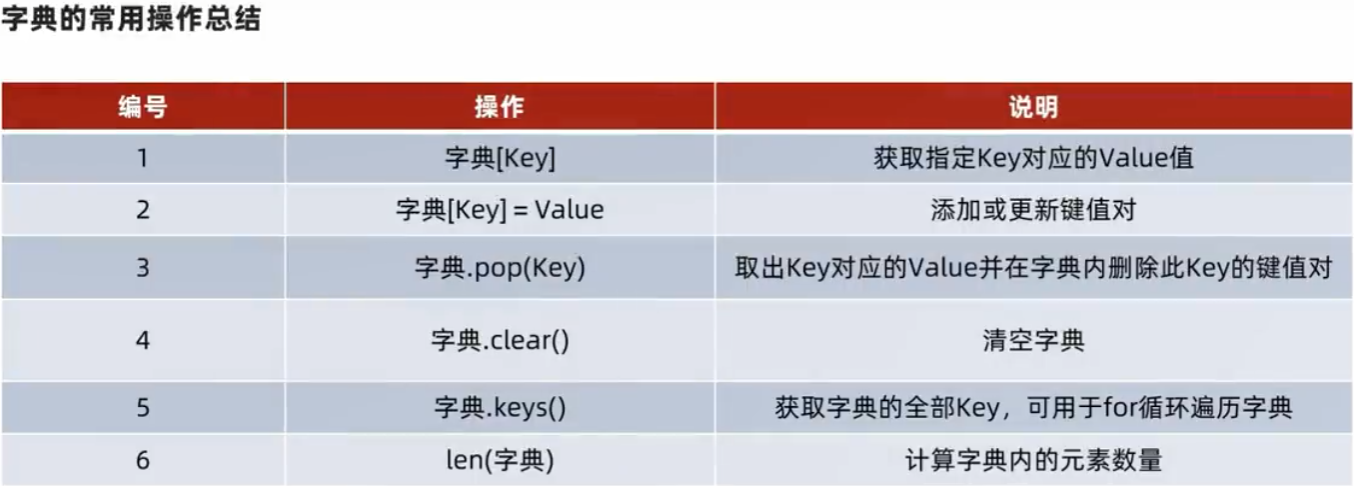 字典的常用操作总结
编号 操作 说明
1 字典[Key] 获取指定Key对应的Value值
2 字典[Key] = Value 添加或更新键值对
3 字典.pop(Key) 取出Key对应的Value并在字典内删除此Key的键值对
4 字典.clear() 清空字典
5 字典.keys() 获取字典的全部Key，可用于for循环遍历字典
6 len(字典) 计算字典内的元素数量